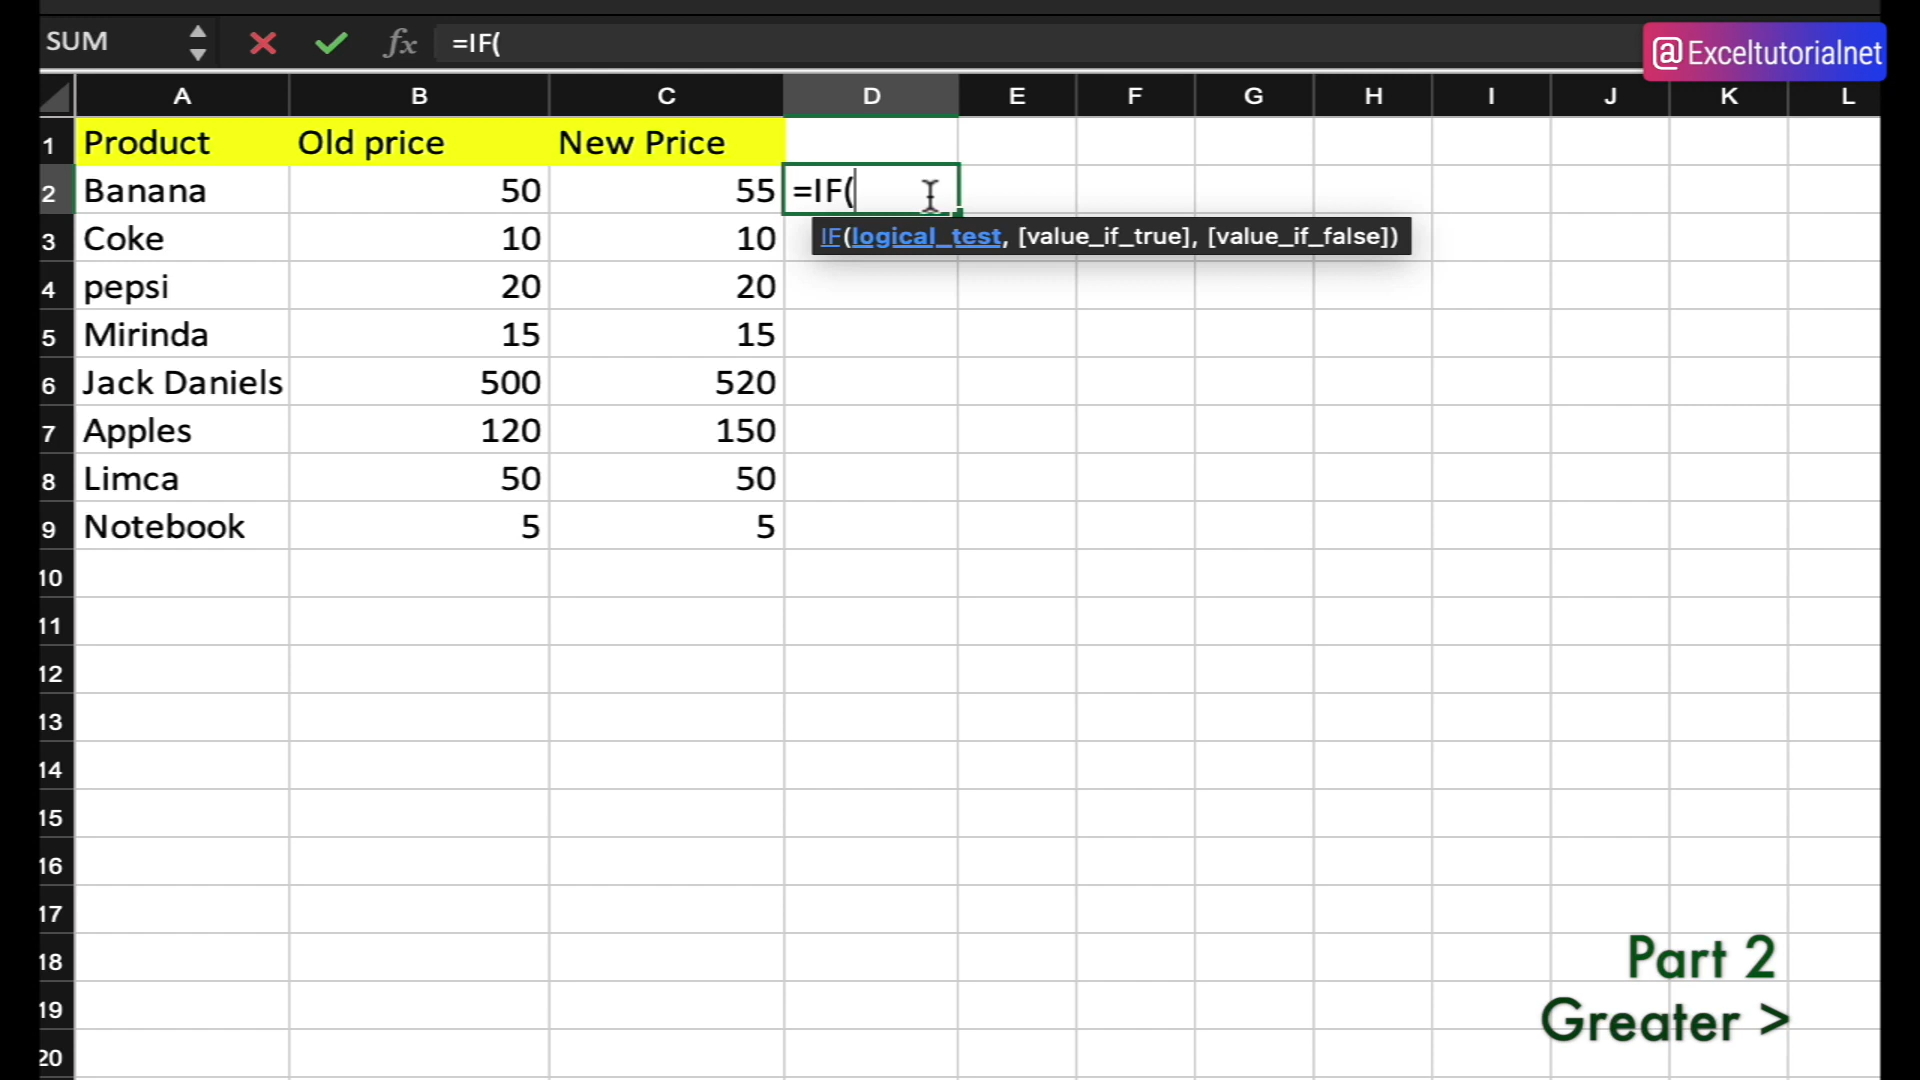 SUM fx =IF(
@Exceltutorialnet
A B C D E F G H I J K L
1 Product Old price New Price
2 Banana 50 55 =IF(
IF(logical_test, [value_if_true], [value_if_false])
3 Coke 10 10
4 pepsi 20 20
5 Mirinda 15 15
6 Jack Daniels 500 520
7 Apples 120 150
8 Limca 50 50
9 Notebook 5 5
10
11
12
13
14
15
16
17
18
19
20
Part 2
Greater >